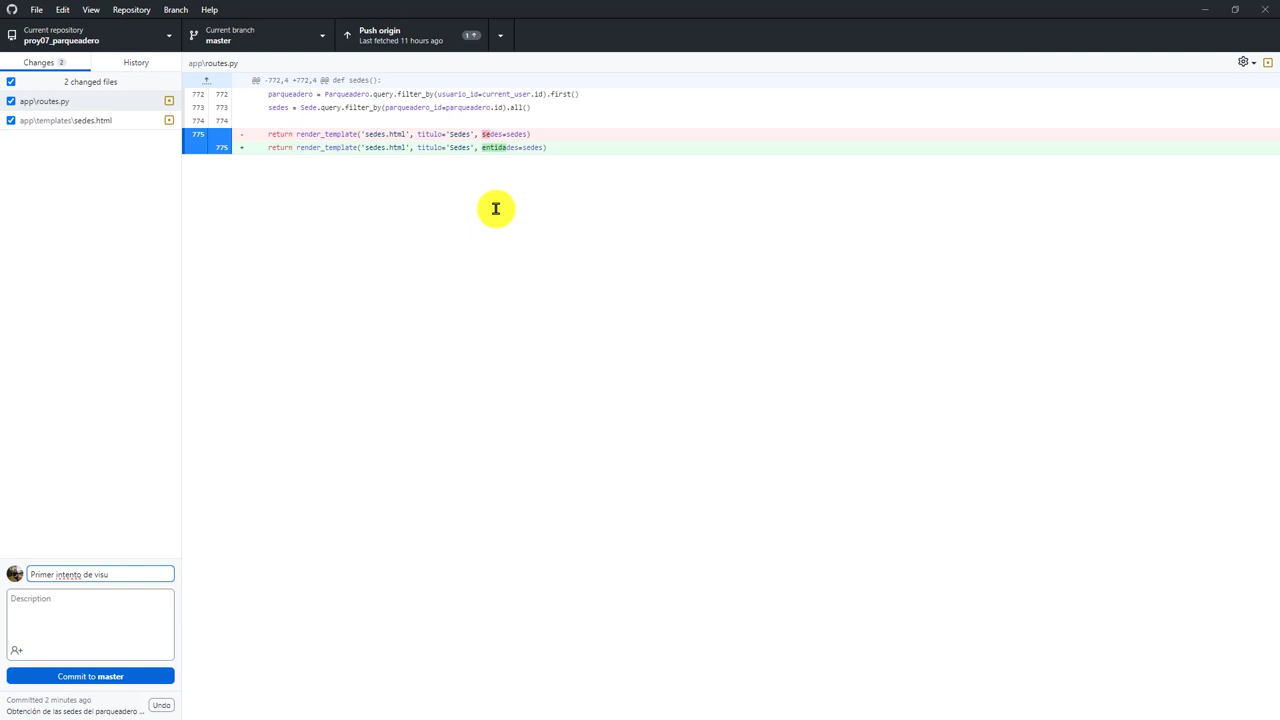 File Edit View Repository Branch Help
Current repository
proy07_parqueadero
Current branch
master
Push origin
Last fetched 11 hours ago
1
Changes 2
History
app\routes.py
2 changed files
app\routes.py
app\templates\sedes.html
@@ -772,4 +772,4 @@ def sedes():
772 772 parqueadero = Parqueadero.query.filter_by(usuario_id=current_user.id).first()
773 773 sedes = Sede.query.filter_by(parqueadero_id=parqueadero.id).all()
774 774
775 - return render_template('sedes.html', titulo='Sedes', sedes=sedes)
775 + return render_template('sedes.html', titulo='Sedes', entidades=sedes)
Primer intento de visu
Description
Commit to master
Committed 2 minutes ago
Obtención de las sedes del parqueadero ...
Undo